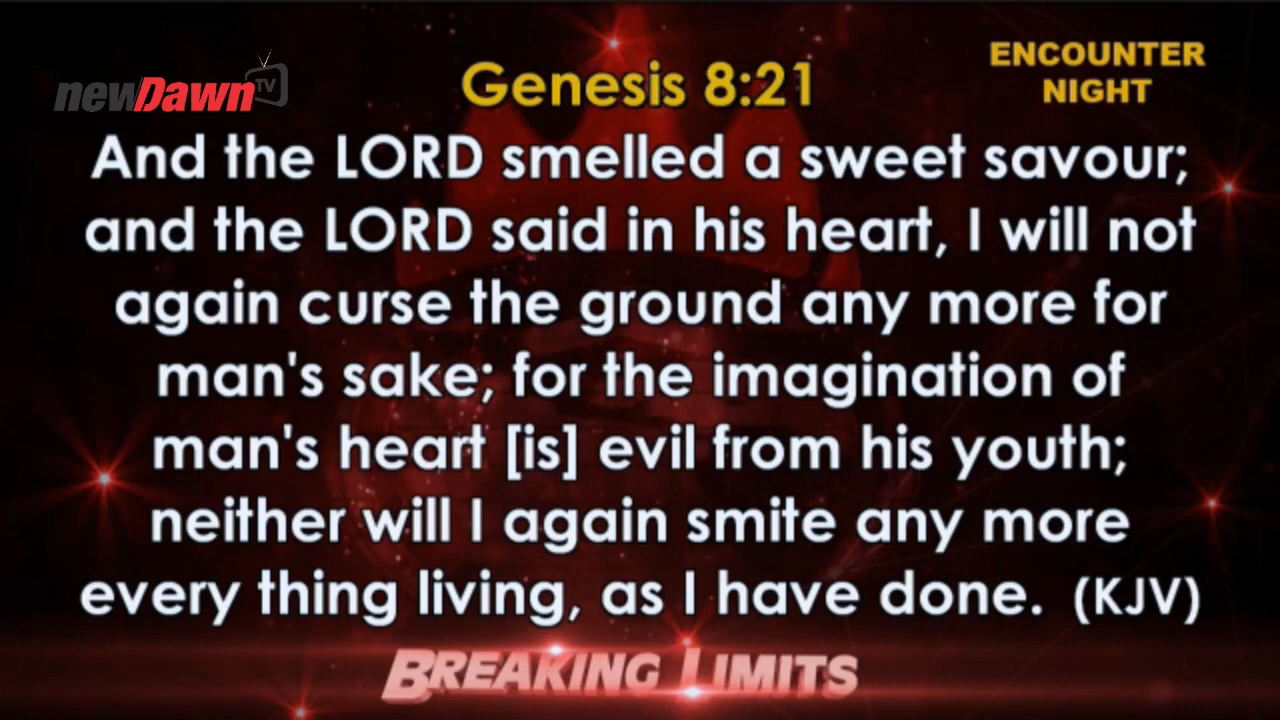 newDawn TV
ENCOUNTER
NIGHT
Genesis 8:21
And the LORD smelled a sweet savour;
and the LORD said in his heart, I will not
again curse the ground any more for
man's sake; for the imagination of
man's heart [is] evil from his youth;
neither will I again smite any more
every thing living, as I have done. (KJV)
BREAKING LIMITS